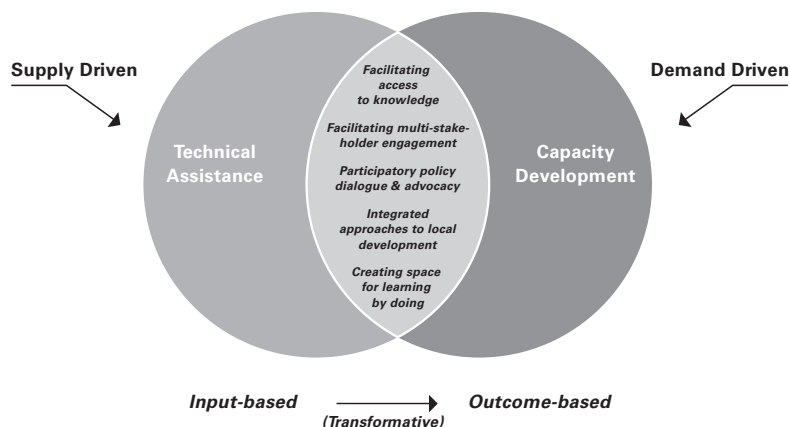 Supply Driven
Demand Driven
Technical
Assistance
Facilitating
access
to knowledge
Facilitating multi-stake-
holder engagement
Participatory policy
dialogue & advocacy
Integrated
approaches to local
development
Creating space
for learning
by doing
Capacity
Development
Input-based
(Transformative)
Outcome-based